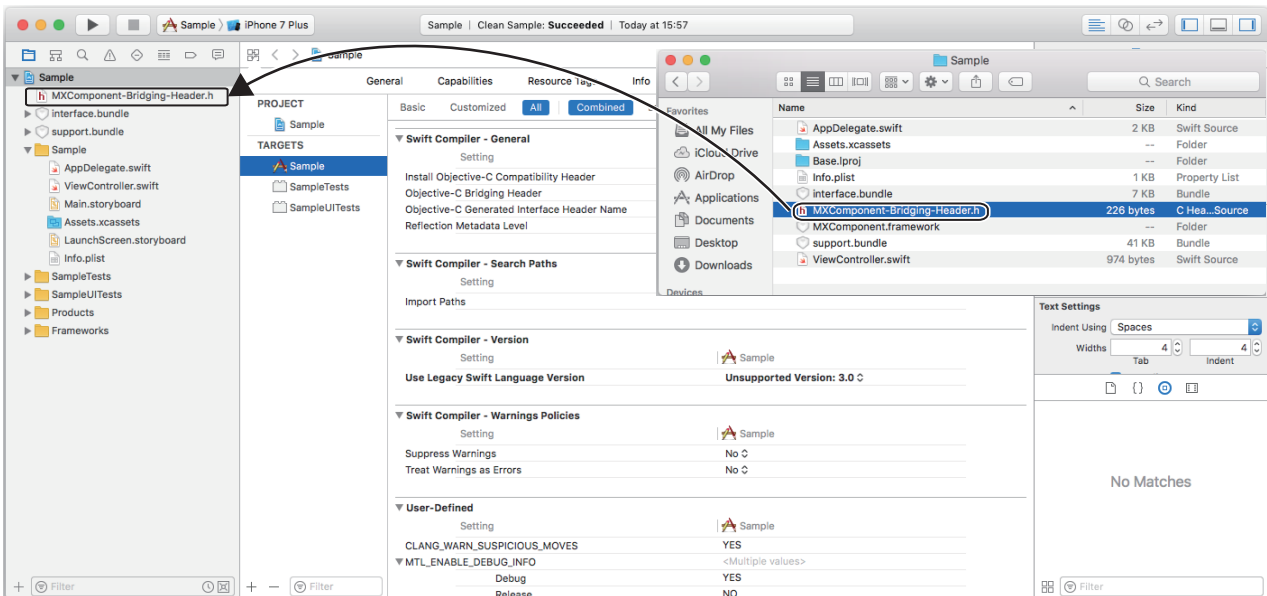 Sample
iPhone 7 Plus
Sample | Clean Sample: Succeeded | Today at 15:57
Sample
MXComponent-Bridging-Header.h
interface.bundle
support.bundle
Sample
AppDelegate.swift
ViewController.swift
Main.storyboard
Assets.xcassets
LaunchScreen.storyboard
Info.plist
SampleTests
SampleUITests
Products
Frameworks
Filter
Sample
General Capabilities Resource Tags Info
PROJECT
Sample
TARGETS
Sample
SampleTests
SampleUITests
Filter
Basic Customized All Combined
Swift Compiler - General
Setting
Install Objective-C Compatibility Header
Objective-C Bridging Header
Objective-C Generated Interface Header Name
Reflection Metadata Level
Swift Compiler - Search Paths
Setting
Import Paths
Swift Compiler - Version
Setting Sample
Use Legacy Swift Language Version Unsupported Version: 3.0
Swift Compiler - Warnings Policies
Setting Sample
Suppress Warnings No
Treat Warnings as Errors No
User-Defined
Setting Sample
CLANG_WARN_SUSPICIOUS_MOVES YES
MTL_ENABLE_DEBUG_INFO <Multiple values>
Debug YES
Release NO
Sample
Search
Favorites
All My Files
iCloud Drive
AirDrop
Applications
Documents
Desktop
Downloads
Devices
Name Size Kind
AppDelegate.swift 2 KB Swift Source
Assets.xcassets -- Folder
Base.lproj -- Folder
Info.plist 1 KB Property List
interface.bundle 7 KB Bundle
MXComponent-Bridging-Header.h 226 bytes C Hea...Source
MXComponent.framework -- Folder
support.bundle 41 KB Bundle
ViewController.swift 974 bytes Swift Source
Text Settings
Indent Using Spaces
Widths 4 4
Tab Indent
{}
No Matches
Filter